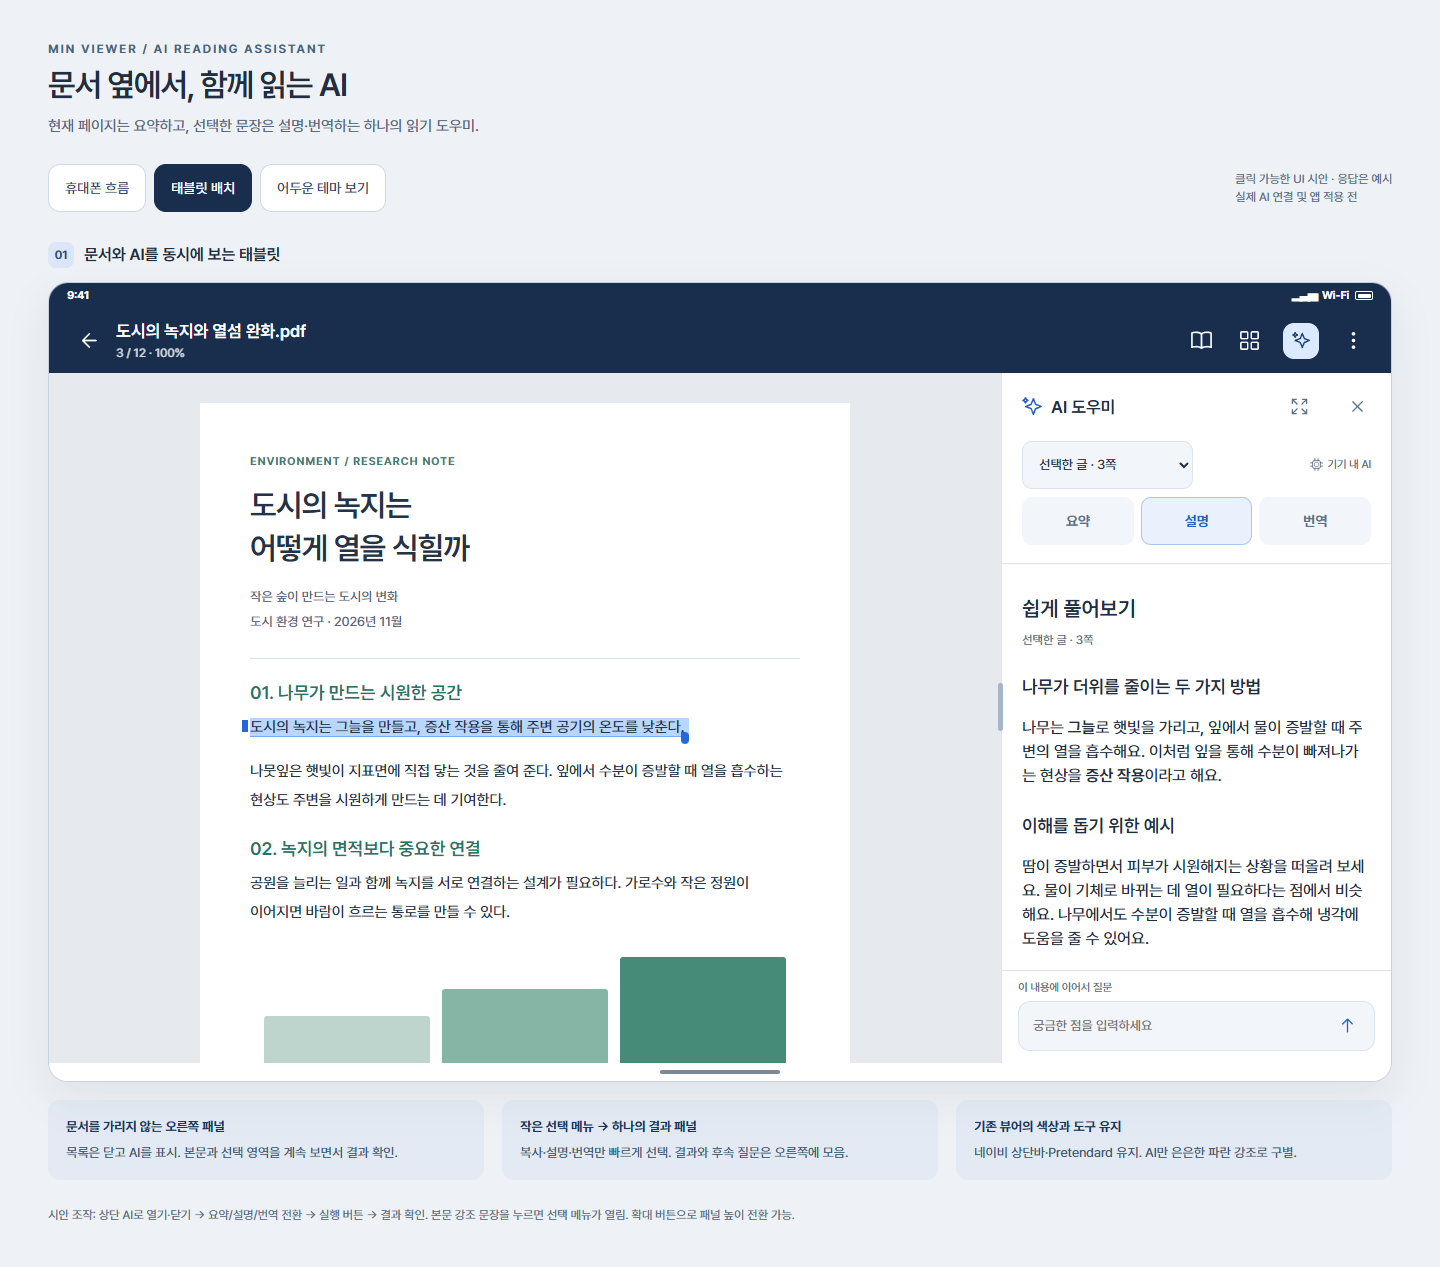 MIN VIEWER / AI READING ASSISTANT
문서 옆에서, 함께 읽는 AI
현재 페이지는 요약하고, 선택한 문장은 설명·번역하는 하나의 읽기 도우미.
휴대폰 흐름
태블릿 배치
어두운 테마 보기
클릭 가능한 UI 시안 · 응답은 예시
실제 AI 연결 및 앱 적용 전
01 문서와 AI를 동시에 보는 태블릿
9:41
Wi-Fi
도시의 녹지와 열섬 완화.pdf
3 / 12 · 100%
ENVIRONMENT / RESEARCH NOTE
도시의 녹지는
어떻게 열을 식힐까
작은 숲이 만드는 도시의 변화
도시 환경 연구 · 2026년 11월
01. 나무가 만드는 시원한 공간
도시의 녹지는 그늘을 만들고, 증산 작용을 통해 주변 공기의 온도를 낮춘다.
나뭇잎은 햇빛이 지표면에 직접 닿는 것을 줄여 준다. 잎에서 수분이 증발할 때 열을 흡수하는
현상도 주변을 시원하게 만드는 데 기여한다.
02. 녹지의 면적보다 중요한 연결
공원을 늘리는 일과 함께 녹지를 서로 연결하는 설계가 필요하다. 가로수와 작은 정원이
이어지면 바람이 흐르는 통로를 만들 수 있다.
AI 도우미
선택한 글 · 3쪽
기기 내 AI
요약
설명
번역
쉽게 풀어보기
선택한 글 · 3쪽
나무가 더위를 줄이는 두 가지 방법
나무는 그늘로 햇빛을 가리고, 잎에서 물이 증발할 때 주
변의 열을 흡수해요. 이처럼 잎을 통해 수분이 빠져나가
는 현상을 증산 작용이라고 해요.
이해를 돕기 위한 예시
땀이 증발하면서 피부가 시원해지는 상황을 떠올려 보세
요. 물이 기체로 바뀌는 데 열이 필요하다는 점에서 비슷
해요. 나무에서도 수분이 증발할 때 열을 흡수해 냉각에
도움을 줄 수 있어요.
이 내용에 이어서 질문
궁금한 점을 입력하세요
문서를 가리지 않는 오른쪽 패널
목록은 닫고 AI를 표시. 본문과 선택 영역을 계속 보면서 결과 확인.
작은 선택 메뉴 → 하나의 결과 패널
복사·설명·번역만 빠르게 선택. 결과와 후속 질문은 오른쪽에 모음.
기존 뷰어의 색상과 도구 유지
네이비 상단바·Pretendard 유지. AI만 은은한 파란 강조로 구별.
시안 조작: 상단 AI로 열기·닫기 → 요약/설명/번역 전환 → 실행 버튼 → 결과 확인. 본문 강조 문장을 누르면 선택 메뉴가 열림. 확대 버튼으로 패널 높이 전환 가능.